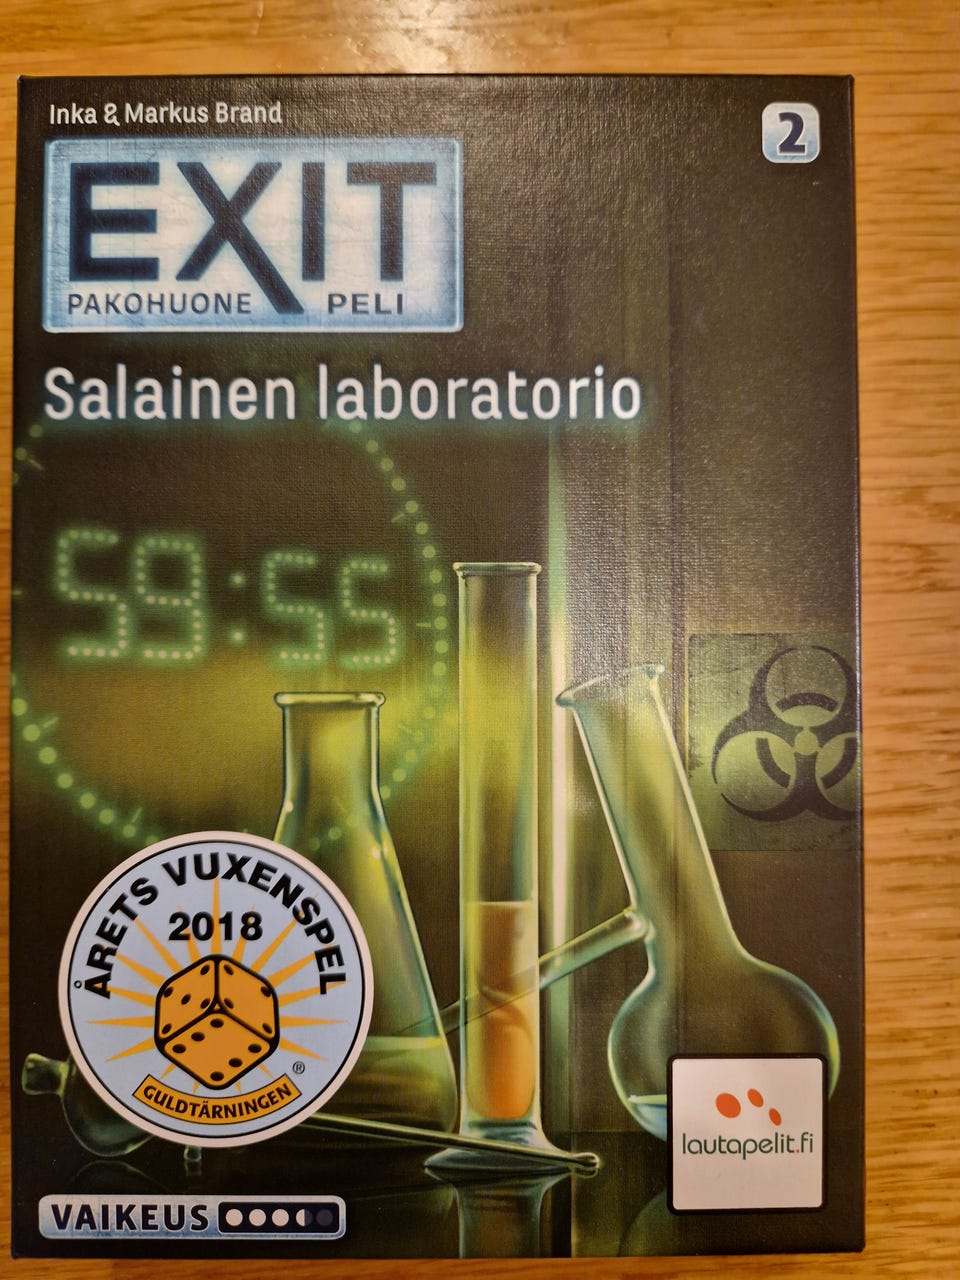 Inka & Markus Brand
2
EXIT
PAKOHUONE PELI
Salainen laboratorio
59:55
ÅRETS VUXENSPEL
2018
GULDTÄRNINGEN
®
lautapelit.fi
VAIKEUS